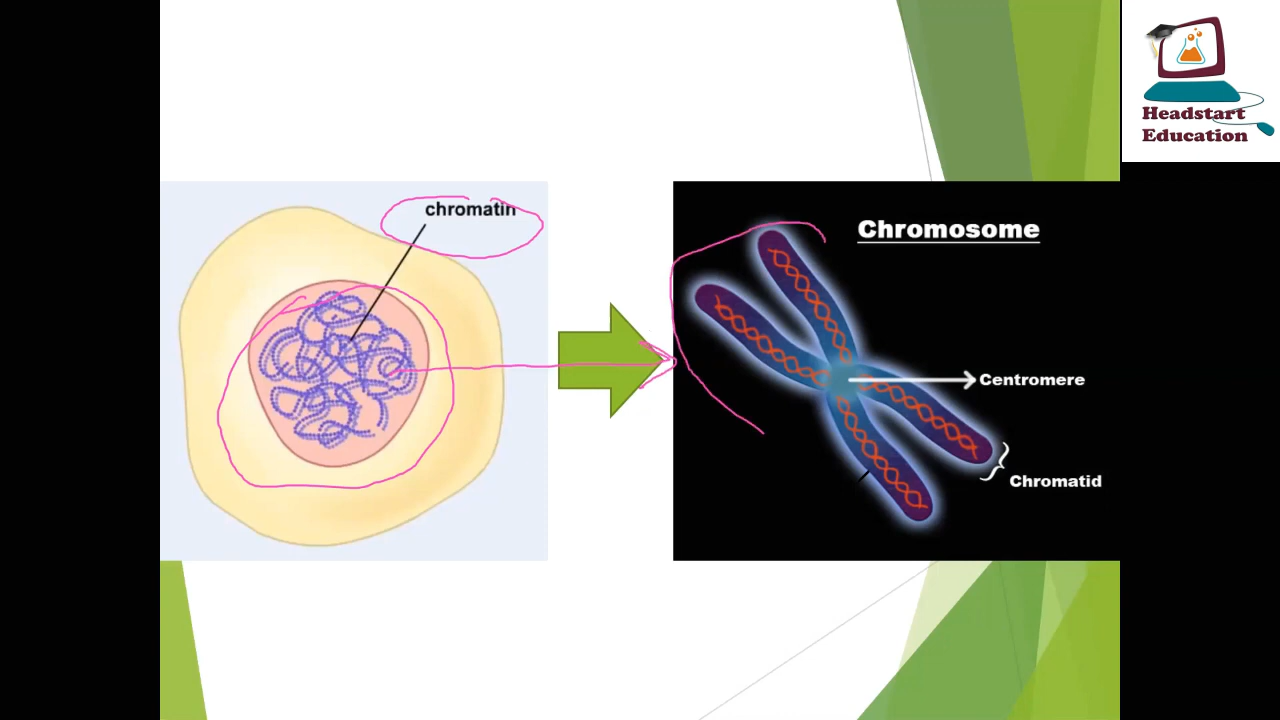 Headstart
Education
chromatin
Chromosome
Centromere
Chromatid